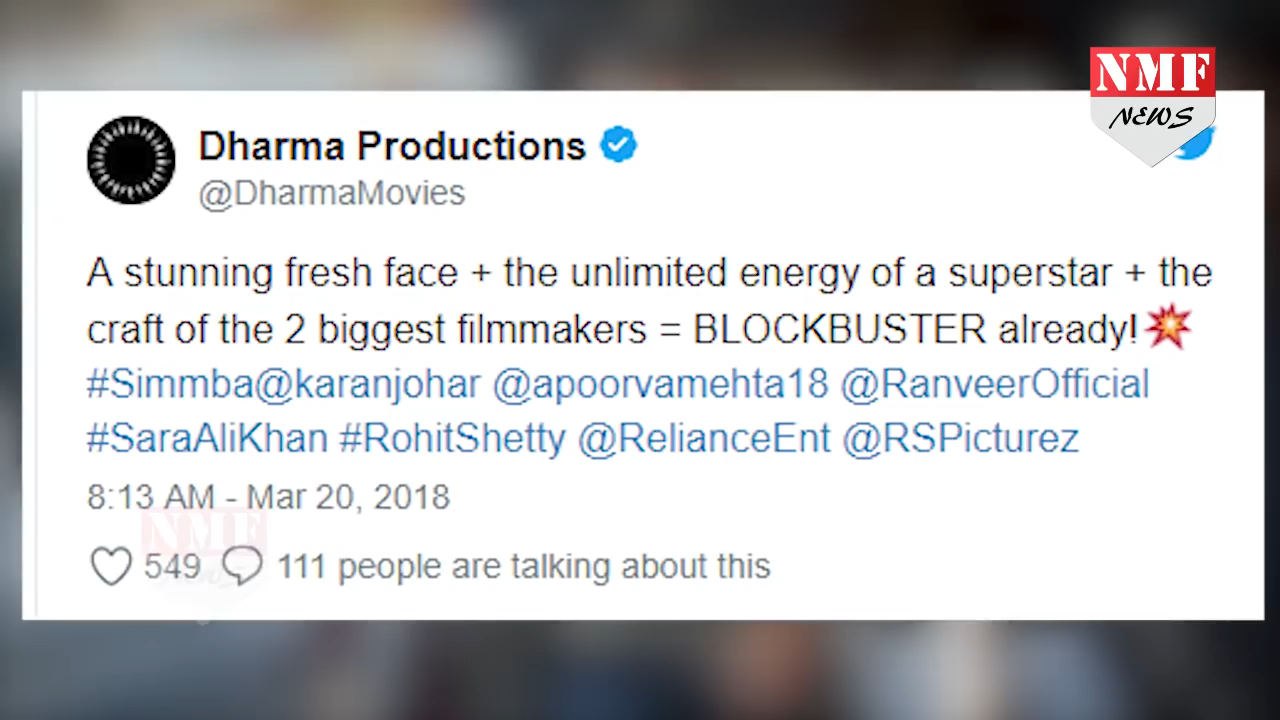 NMF
NEWS
Dharma Productions
@DharmaMovies
A stunning fresh face + the unlimited energy of a superstar + the
craft of the 2 biggest filmmakers = BLOCKBUSTER already!💥
#Simmba@karanjohar @apoorvamehta18 @RanveerOfficial
#SaraAliKhan #RohitShetty @RelianceEnt @RSPicturez
8:13 AM - Mar 20, 2018
NMF
NEWS
549 111 people are talking about this